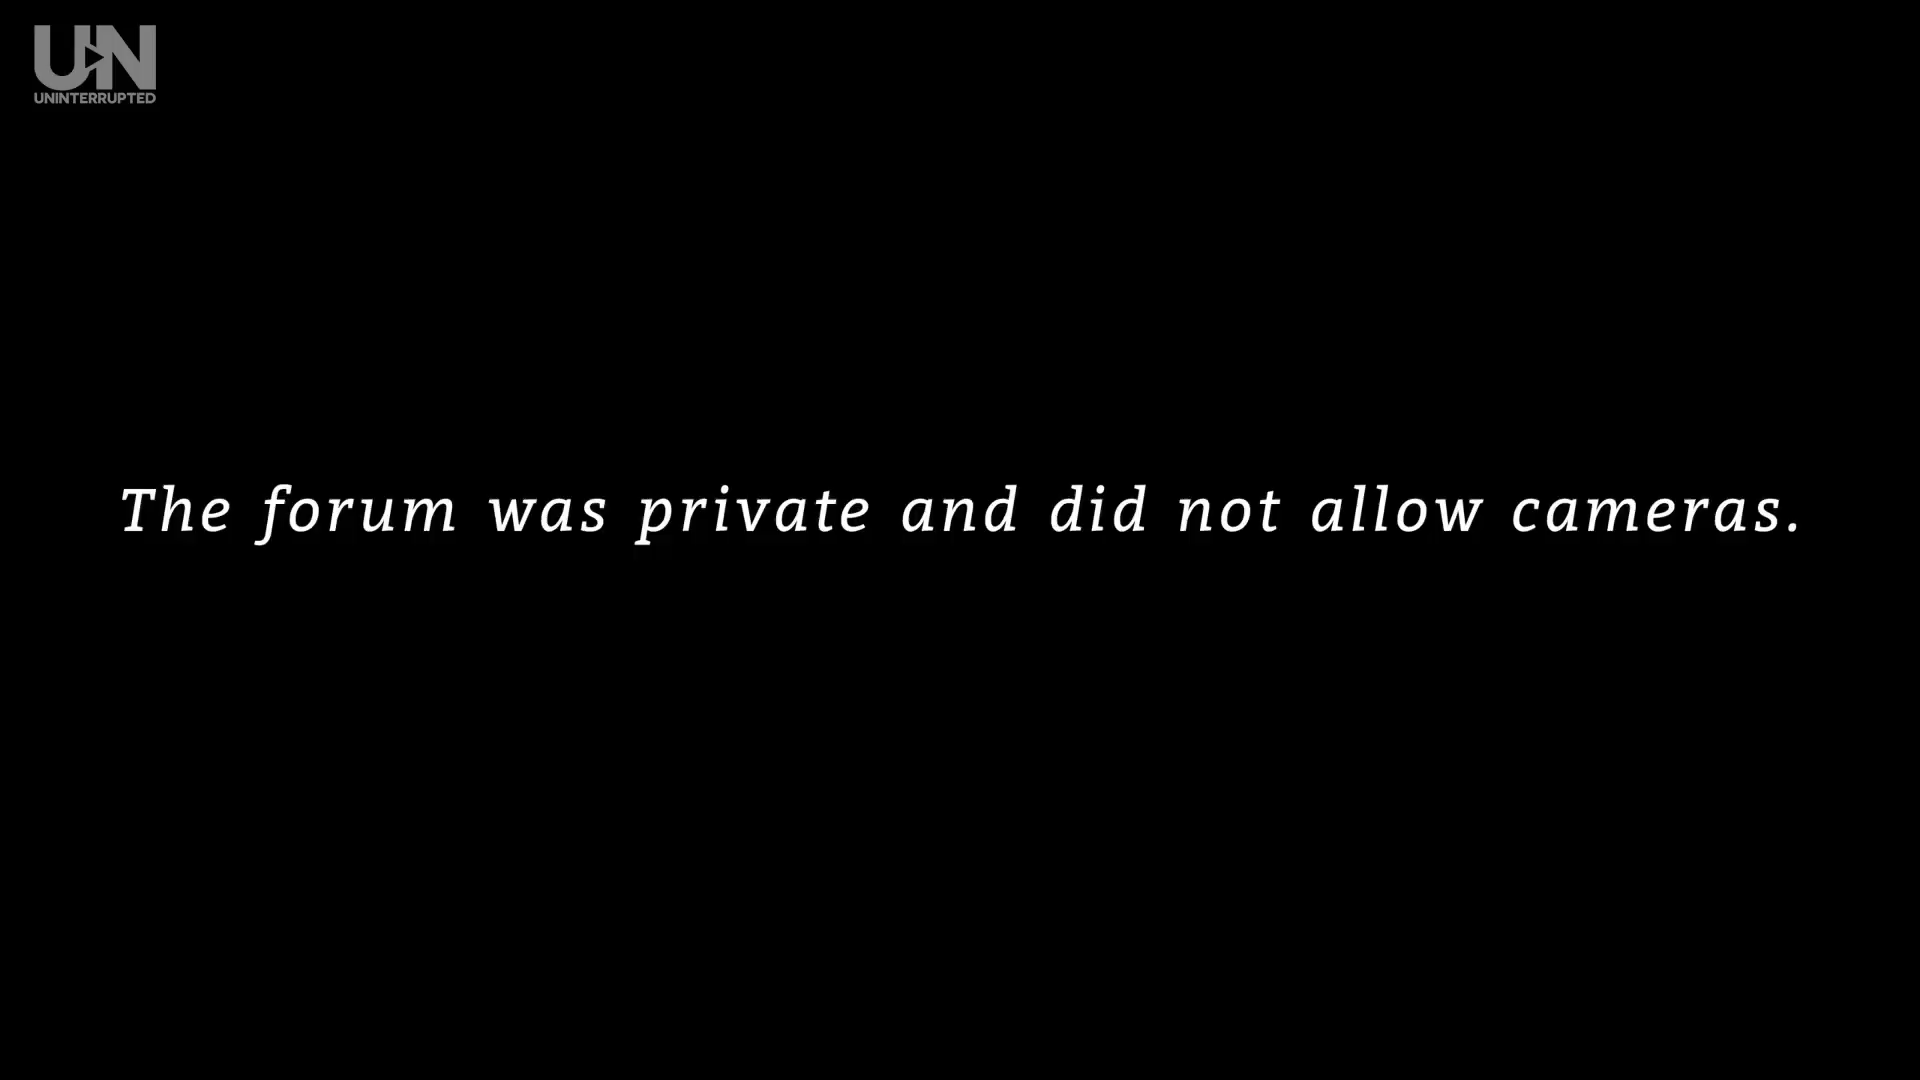 UN
UNINTERRUPTED
The forum was private and did not allow cameras.